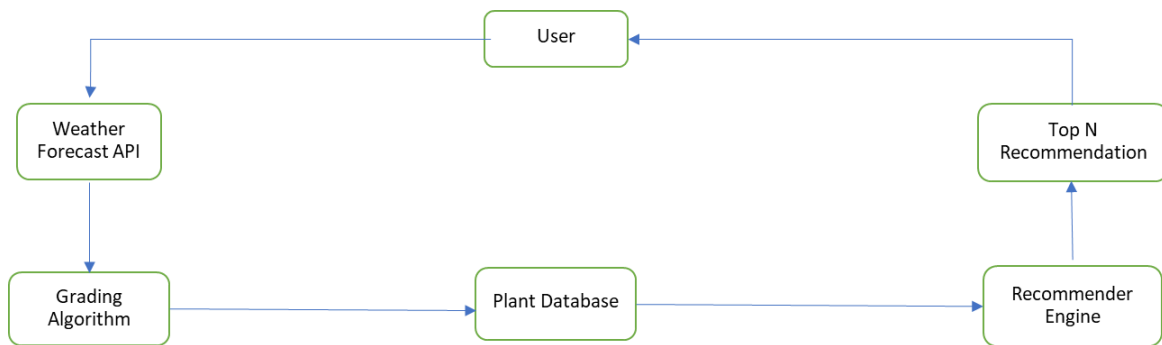 User
Weather
Forecast API
Top N
Recommendation
Grading
Algorithm
Plant Database
Recommender
Engine